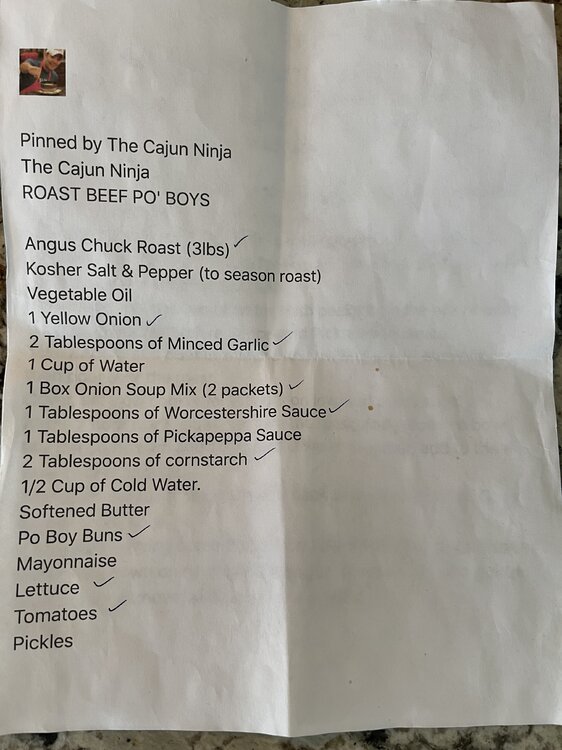 Pinned by The Cajun Ninja
The Cajun Ninja
ROAST BEEF PO' BOYS
Angus Chuck Roast (3lbs)
Kosher Salt & Pepper (to season roast)
Vegetable Oil
1 Yellow Onion
2 Tablespoons of Minced Garlic
1 Cup of Water
1 Box Onion Soup Mix (2 packets)
1 Tablespoons of Worcestershire Sauce
1 Tablespoons of Pickapeppa Sauce
2 Tablespoons of cornstarch
1/2 Cup of Cold Water.
Softened Butter
Po Boy Buns
Mayonnaise
Lettuce
Tomatoes
Pickles